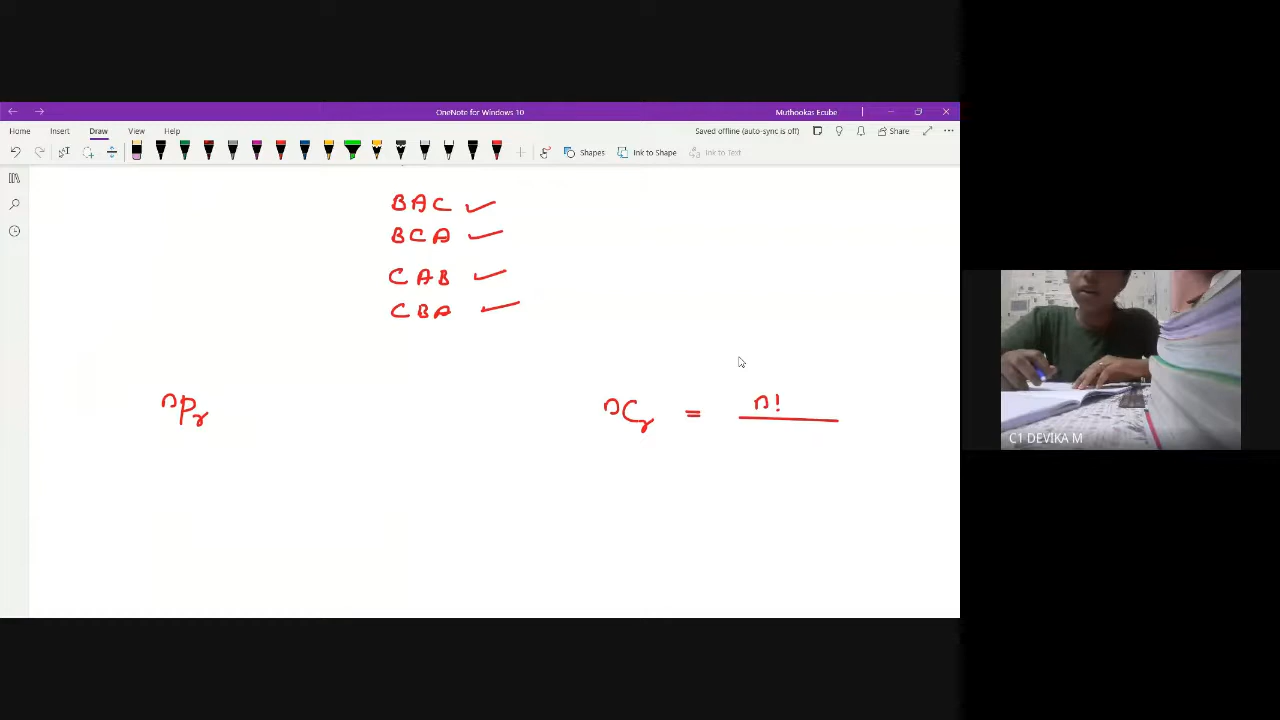 OneNote for Windows 10
Muthookas Ecube
Home Insert Draw View Help
Saved offline (auto-sync is off) Share
Shapes Ink to Shape Ink to Text
BAC
BCA
CAB
CBA
nPr
nCr = n!
C1 DEVIKA M